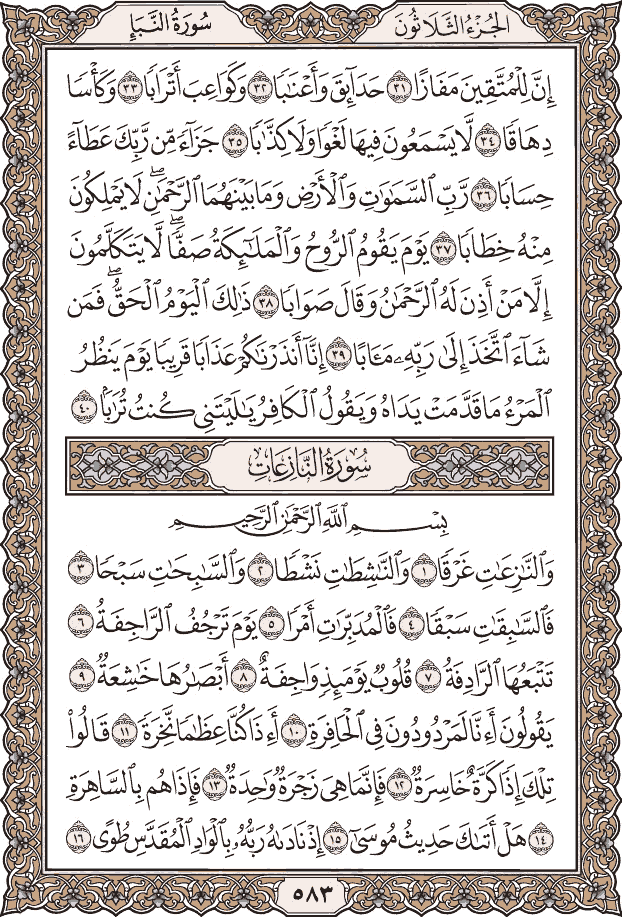 الجُزْءُ الثَّلَاثُونَ سُورَةُ النَّبَإِ
إِنَّ لِلْمُتَّقِينَ مَفَازًا ٣١ حَدَآئِقَ وَأَعْنَٰبًا ٣٢ وَكَوَاعِبَ أَتْرَابًا ٣٣ وَكَأْسًا
دِهَاقًا ٣٤ لَّا يَسْمَعُونَ فِيهَا لَغْوًا وَلَا كِذَّٰبًا ٣٥ جَزَآءً مِّن رَّبِّكَ عَطَآءً
حِسَابًا ٣٦ رَّبِّ ٱلسَّمَٰوَٰتِ وَٱلْأَرْضِ وَمَا بَيْنَهُمَا ٱلرَّحْمَٰنِۖ لَا يَمْلِكُونَ
مِنْهُ خِطَابًا ٣٧ يَوْمَ يَقُومُ ٱلرُّوحُ وَٱلْمَلَٰٓئِكَةُ صَفًّاۖ لَّا يَتَكَلَّمُونَ
إِلَّا مَنْ أَذِنَ لَهُ ٱلرَّحْمَٰنُ وَقَالَ صَوَابًا ٣٨ ذَٰلِكَ ٱلْيَوْمُ ٱلْحَقُّۖ فَمَن
شَآءَ ٱتَّخَذَ إِلَىٰ رَبِّهِۦ مَـَٔابًا ٣٩ إِنَّآ أَنذَرْنَٰكُمْ عَذَابًا قَرِيبًا يَوْمَ يَنظُرُ
ٱلْمَرْءُ مَا قَدَّمَتْ يَدَاهُ وَيَقُولُ ٱلْكَافِرُ يَٰلَيْتَنِي كُنتُ تُرَٰبًۢا ٤٠
سُورَةُ النَّازِعَاتِ
بِسْمِ ٱللَّهِ ٱلرَّحْمَٰنِ ٱلرَّحِيمِ
وَٱلنَّٰزِعَٰتِ غَرْقًا ١ وَٱلنَّٰشِطَٰتِ نَشْطًا ٢ وَٱلسَّٰبِحَٰتِ سَبْحًا ٣
فَٱلسَّٰبِقَٰتِ سَبْقًا ٤ فَٱلْمُدَبِّرَٰتِ أَمْرًا ٥ يَوْمَ تَرْجُفُ ٱلرَّاجِفَةُ ٦
تَتْبَعُهَا ٱلرَّادِفَةُ ٧ قُلُوبٌ يَوْمَئِذٍ وَاجِفَةٌ ٨ أَبْصَٰرُهَا خَٰشِعَةٌ ٩
يَقُولُونَ أَءِنَّا لَمَرْدُودُونَ فِي ٱلْحَافِرَةِ ١٠ أَءِذَا كُنَّا عِظَٰمًا نَّخِرَةً ١١ قَالُوا۟
تِلْكَ إِذًا كَرَّةٌ خَاسِرَةٌ ١٢ فَإِنَّمَا هِيَ زَجْرَةٌ وَٰحِدَةٌ ١٣ فَإِذَا هُم بِٱلسَّاهِرَةِ
١٤ هَلْ أَتَىٰكَ حَدِيثُ مُوسَىٰٓ ١٥ إِذْ نَادَىٰهُ رَبُّهُۥ بِٱلْوَادِ ٱلْمُقَدَّسِ طُوًى ١٦
٥٨٣